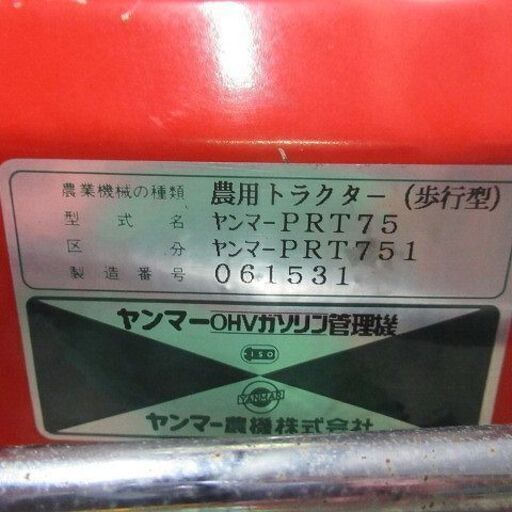 農業機械の種類 農用トラクター(歩行型)
型式名 ヤンマーPRT75
区分 ヤンマーPRT751
製造番号 061531
ヤンマーOHVガソリン管理機
ISO
YANMAR
ヤンマー農機株式会社